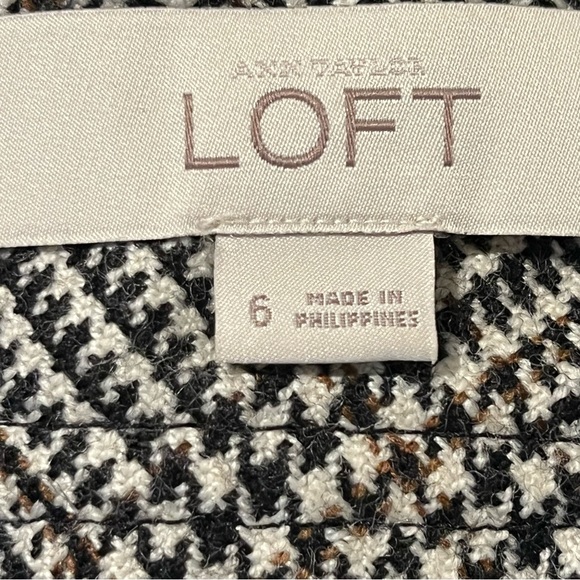 ANN TAYLOR
LOFT
6 MADE IN
PHILIPPINES